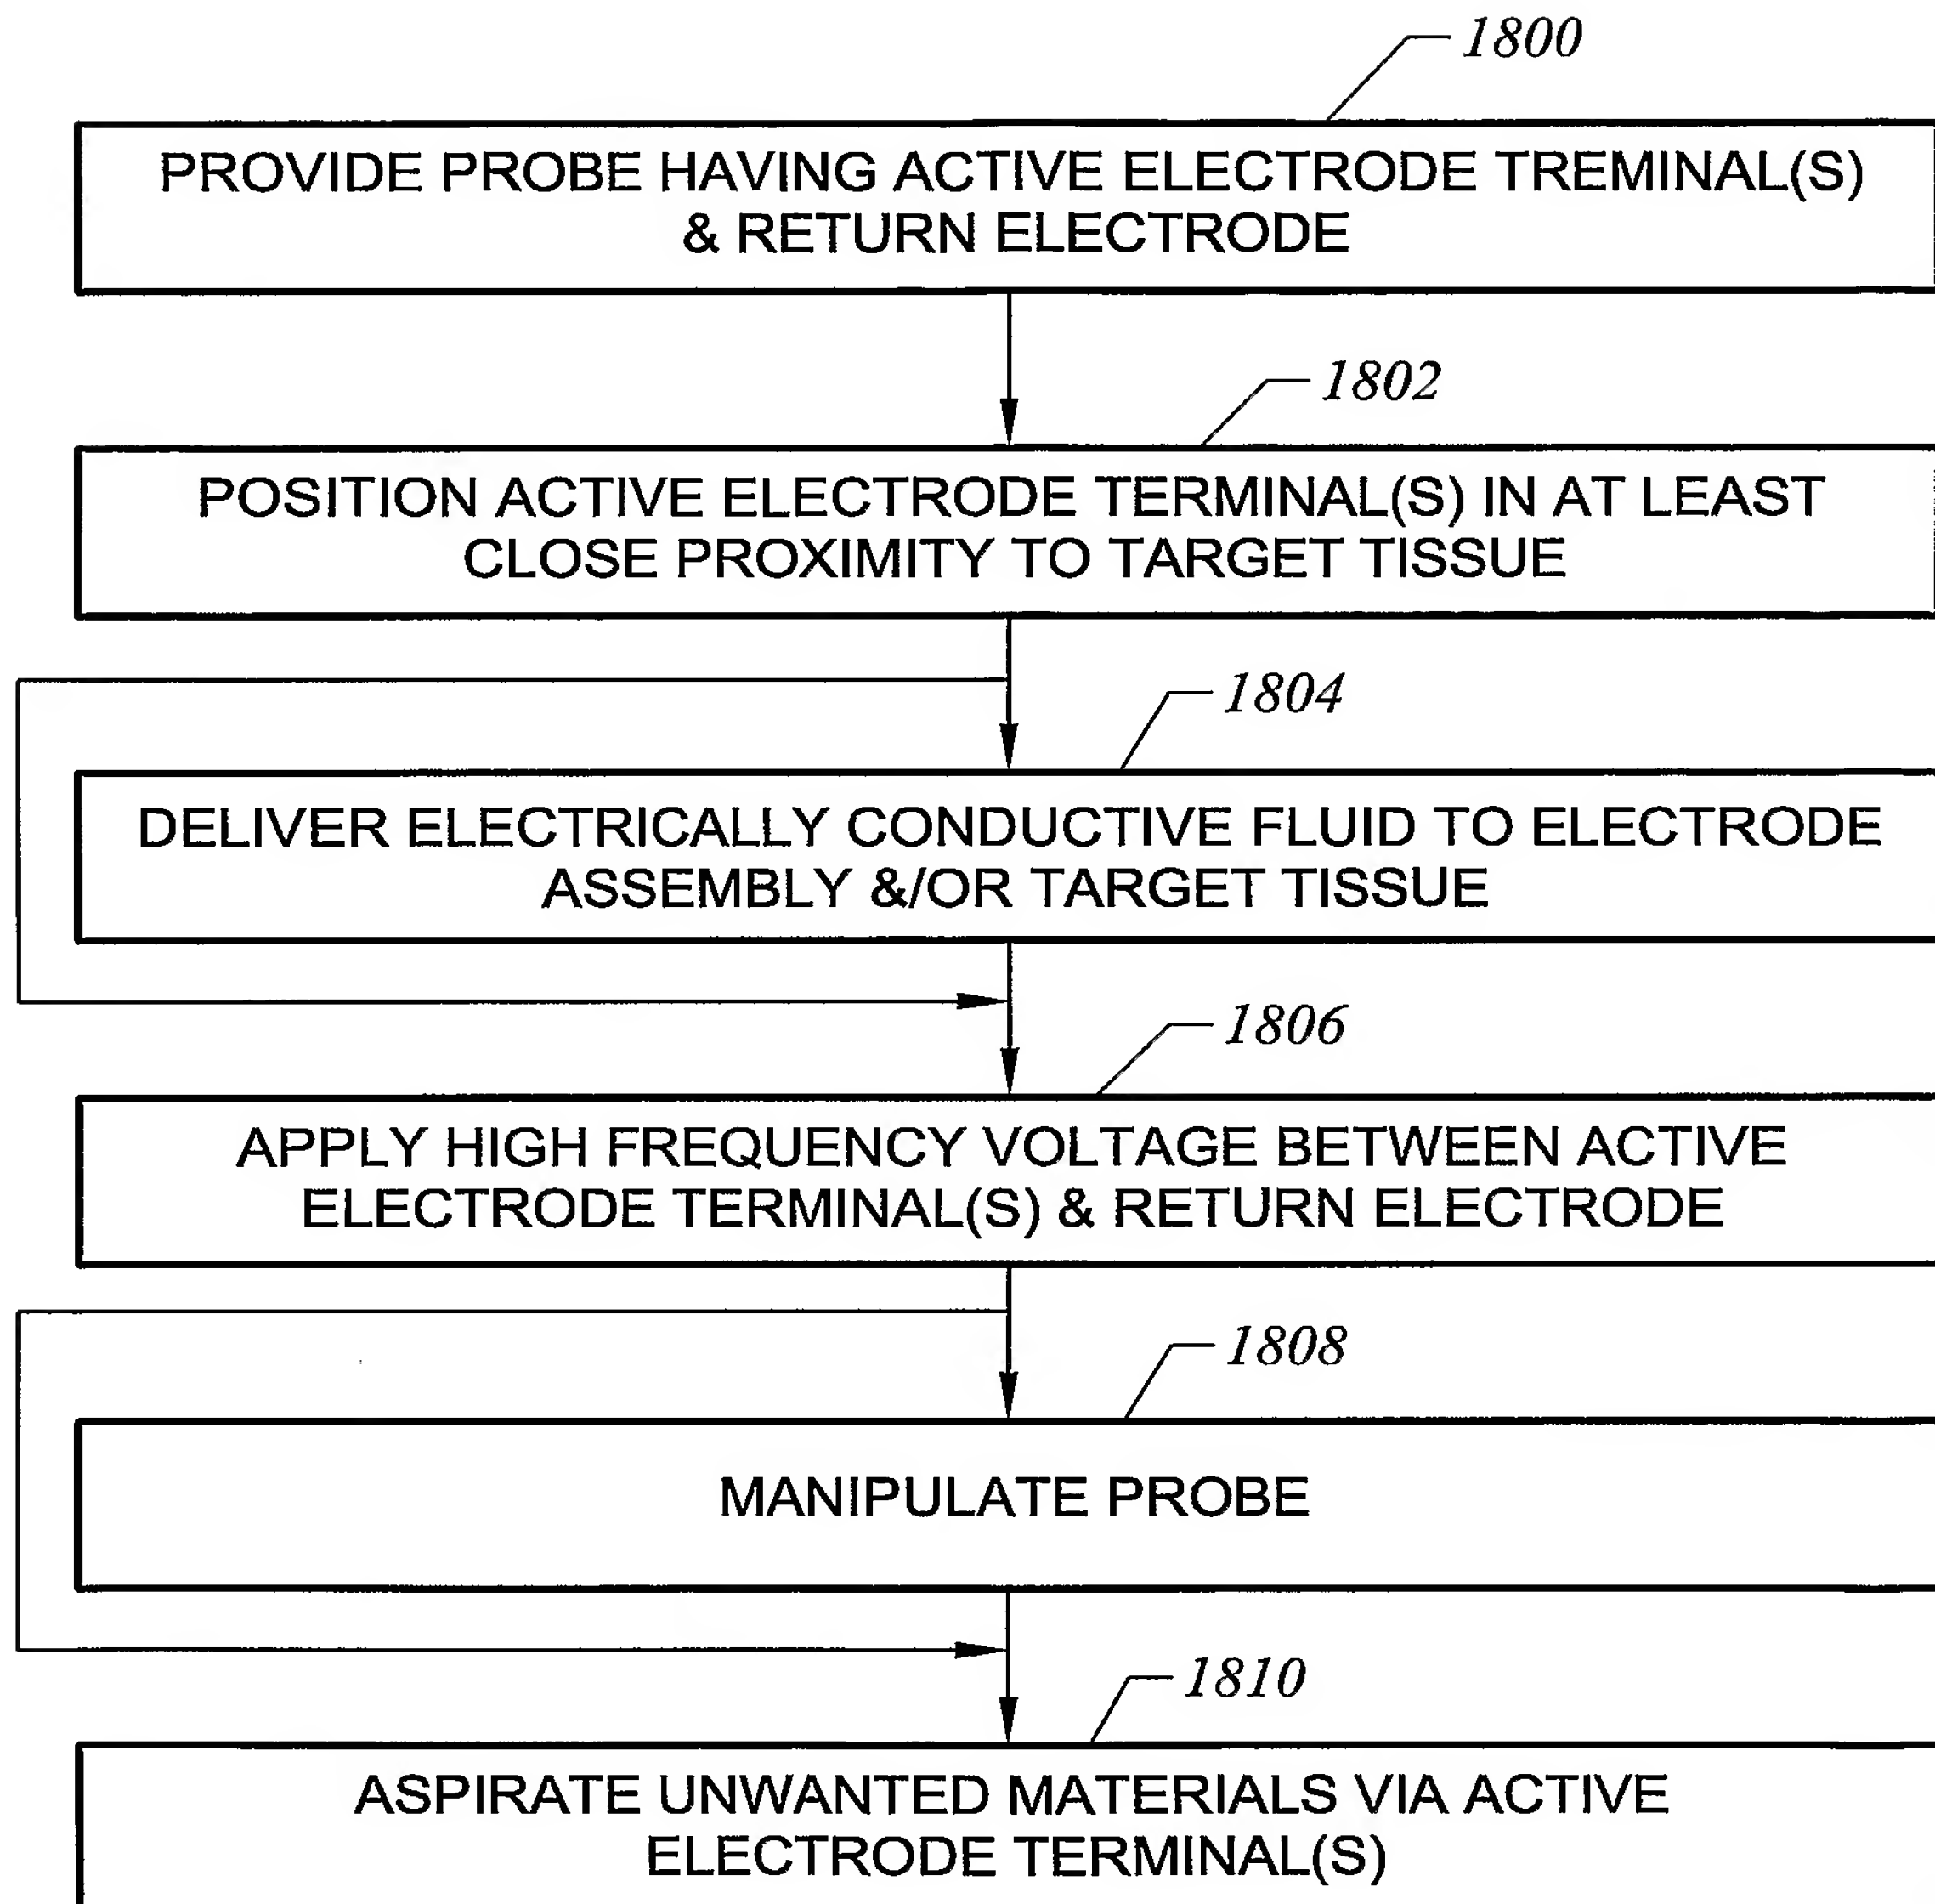 1800
PROVIDE PROBE HAVING ACTIVE ELECTRODE TREMINAL(S)
& RETURN ELECTRODE
1802
POSITION ACTIVE ELECTRODE TERMINAL(S) IN AT LEAST
CLOSE PROXIMITY TO TARGET TISSUE
1804
DELIVER ELECTRICALLY CONDUCTIVE FLUID TO ELECTRODE
ASSEMBLY &/OR TARGET TISSUE
1806
APPLY HIGH FREQUENCY VOLTAGE BETWEEN ACTIVE
ELECTRODE TERMINAL(S) & RETURN ELECTRODE
1808
MANIPULATE PROBE
1810
ASPIRATE UNWANTED MATERIALS VIA ACTIVE
ELECTRODE TERMINAL(S)